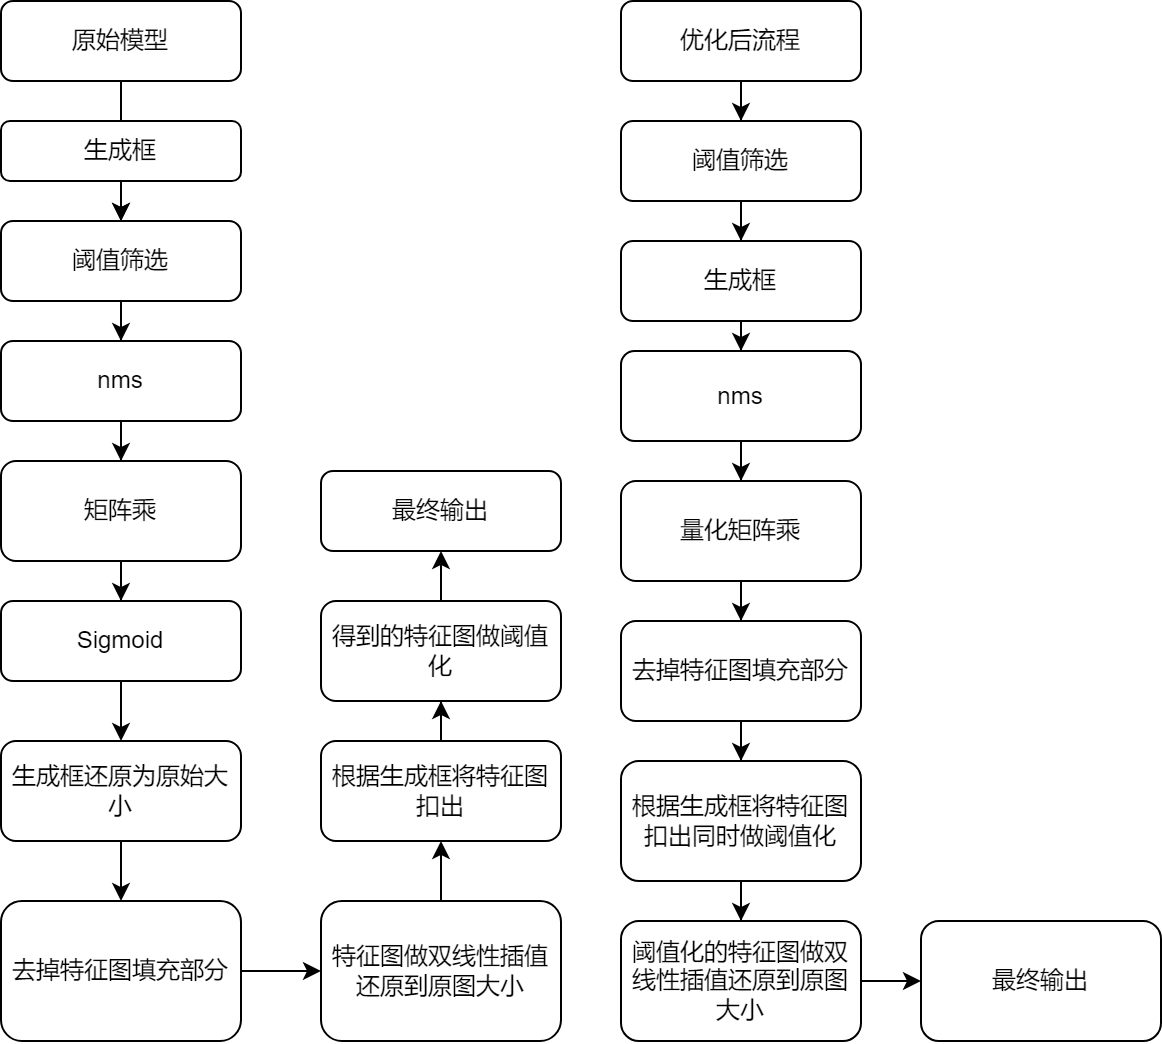 原始模型
生成框
阈值筛选
nms
矩阵乘
Sigmoid
生成框还原为原始大
小
去掉特征图填充部分
特征图做双线性插值
还原到原图大小
根据生成框将特征图
扣出
得到的特征图做阈值
化
最终输出
优化后流程
阈值筛选
生成框
nms
量化矩阵乘
去掉特征图填充部分
根据生成框将特征图
扣出同时做阈值化
阈值化的特征图做双
线性插值还原到原图
大小
最终输出